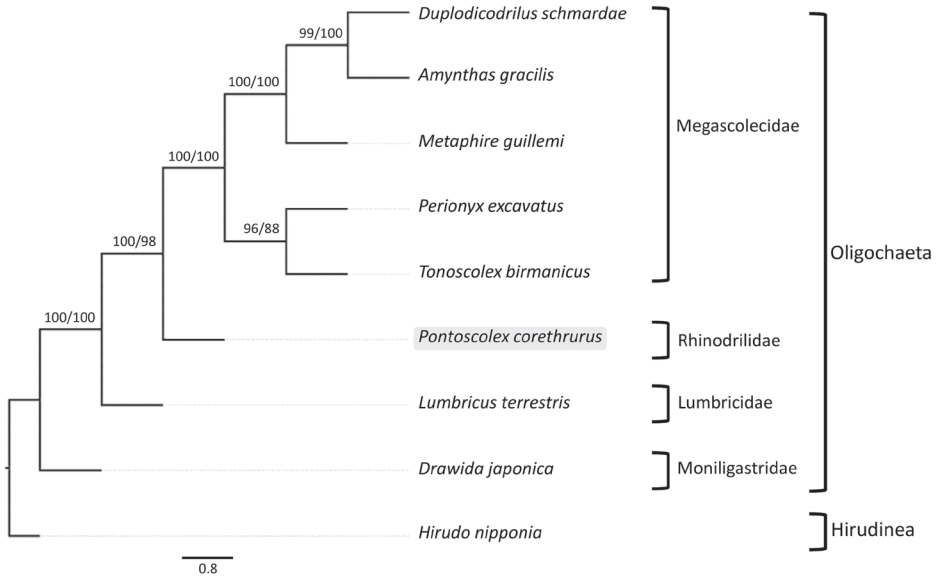 Duplodicodrilus schmardae
99/100
Amynthas gracilis
100/100
Megascolecidae
Metaphire guillemi
100/100
Perionyx excavatus
96/88
100/98
Oligochaeta
Tonoscolex birmanicus
100/100
Pontoscolex corethrurus
Rhinodrilidae
Lumbricus terrestris
Lumbricidae
Drawida japonica
Moniligastridae
Hirudo nipponia
Hirudinea
0.8